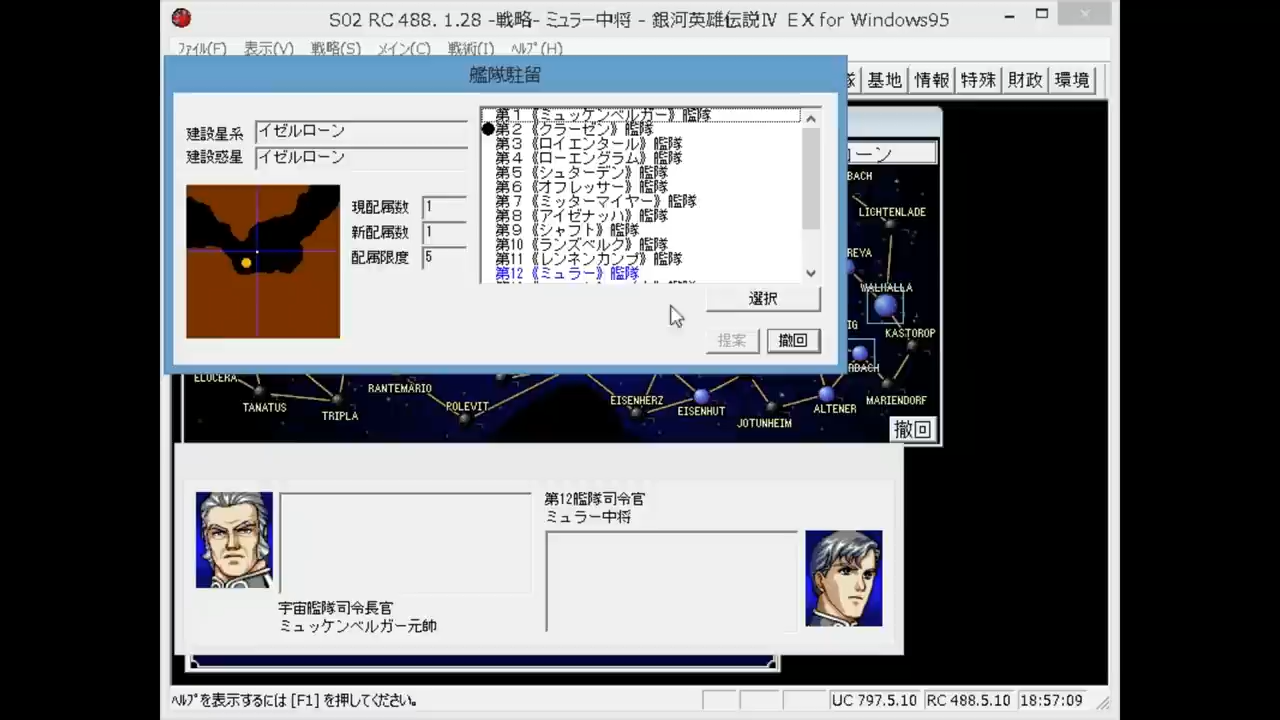 S02 RC 488. 1.28 -戦略- ミュラー中将 - 銀河英雄伝説Ⅳ EX for Windows95
ﾌｧｲﾙ(F) 表示(V) 戦略(S) メイン(C) 戦術(I) ﾍﾙﾌﾟ(H)
艦隊駐留
隊 基地 情報 特殊 財政 環境
建設星系 イゼルローン
建設惑星 イゼルローン
現配属数 1
新配属数 1
配属限度 5
第1 《ミュッケンベルガー》艦隊
●第2 《クラーゼン》艦隊
第3 《ロイエンタール》艦隊
第4 《ローエングラム》艦隊
第5 《シュターデン》艦隊
第6 《オフレッサー》艦隊
第7 《ミッターマイヤー》艦隊
第8 《アイゼナッハ》艦隊
第9 《シャフト》艦隊
第10 《ランズベルク》艦隊
第11 《レンネンカンプ》艦隊
第12 《ミュラー》艦隊
選択
提案 撤回
ローン
BACH
LICHTENLADE
REYA
WALHALLA
IG
KASTOROP
RBACH
ELUCERA
TANATUS
TRIPLA
RANTEMARIO
POLEVIT
EISENHERZ
EISENHUT
JOTUNHEIM
ALTENER
MARIENDORF
撤回
第12艦隊司令官
ミュラー中将
宇宙艦隊司令長官
ミュッケンベルガー元帥
ﾍﾙﾌﾟを表示するには [F1] を押してください。
UC 797.5.10 RC 488.5.10 18:57:09